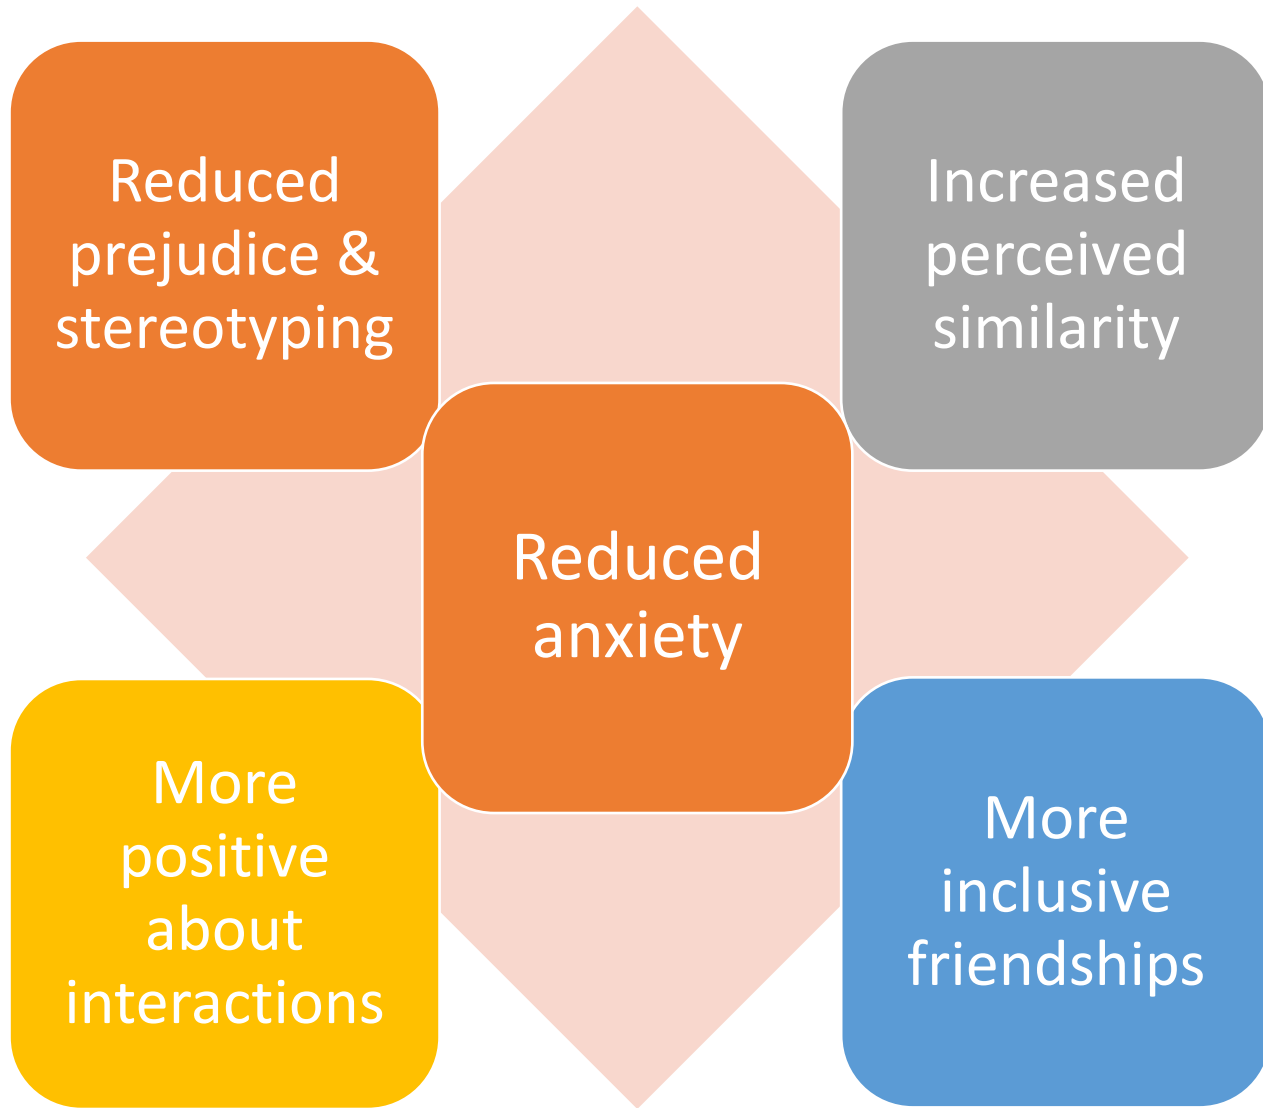 Reduced
prejudice &
stereotyping
Increased
perceived
similarity
Reduced
anxiety
More
positive
about
interactions
More
inclusive
friendships